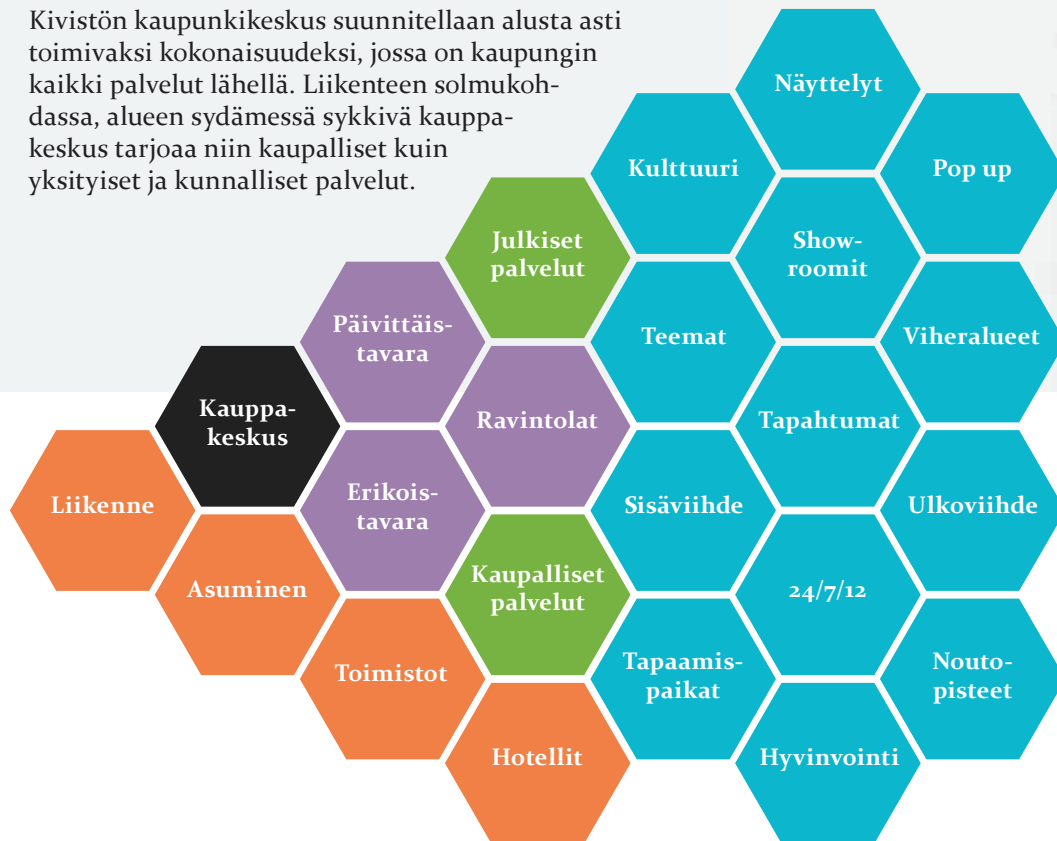 Kivistön kaupunkikeskus suunnitellaan alusta asti
toimivaksi kokonaisuudeksi, jossa on kaupungin
kaikki palvelut lähellä. Liikenteen solmukoh-
dassa, alueen sydämessä sykkivä kauppa-
keskus tarjoaa niin kaupalliset kuin
yksityiset ja kunnalliset palvelut.
Näyttelyt
Kulttuuri
Pop up
Julkiset
palvelut
Show-
roomit
Päivittäis-
tavara
Teemat
Viheralueet
Kauppa-
keskus
Ravintolat
Tapahtumat
Liikenne
Erikois-
tavara
Sisäviihde
Ulkoviihde
Asuminen
Kaupalliset
palvelut
24/7/12
Toimistot
Tapaamis-
paikat
Nouto-
pisteet
Hotellit
Hyvinvointi